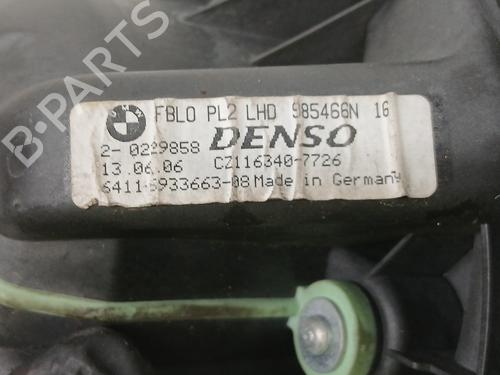 B-PARTS
FBL0 PL2 LHD 985466N 16
2- 0229858 DENSO
13.06.06 CZ116340-7726
6411-6933663-08 Made in Germany